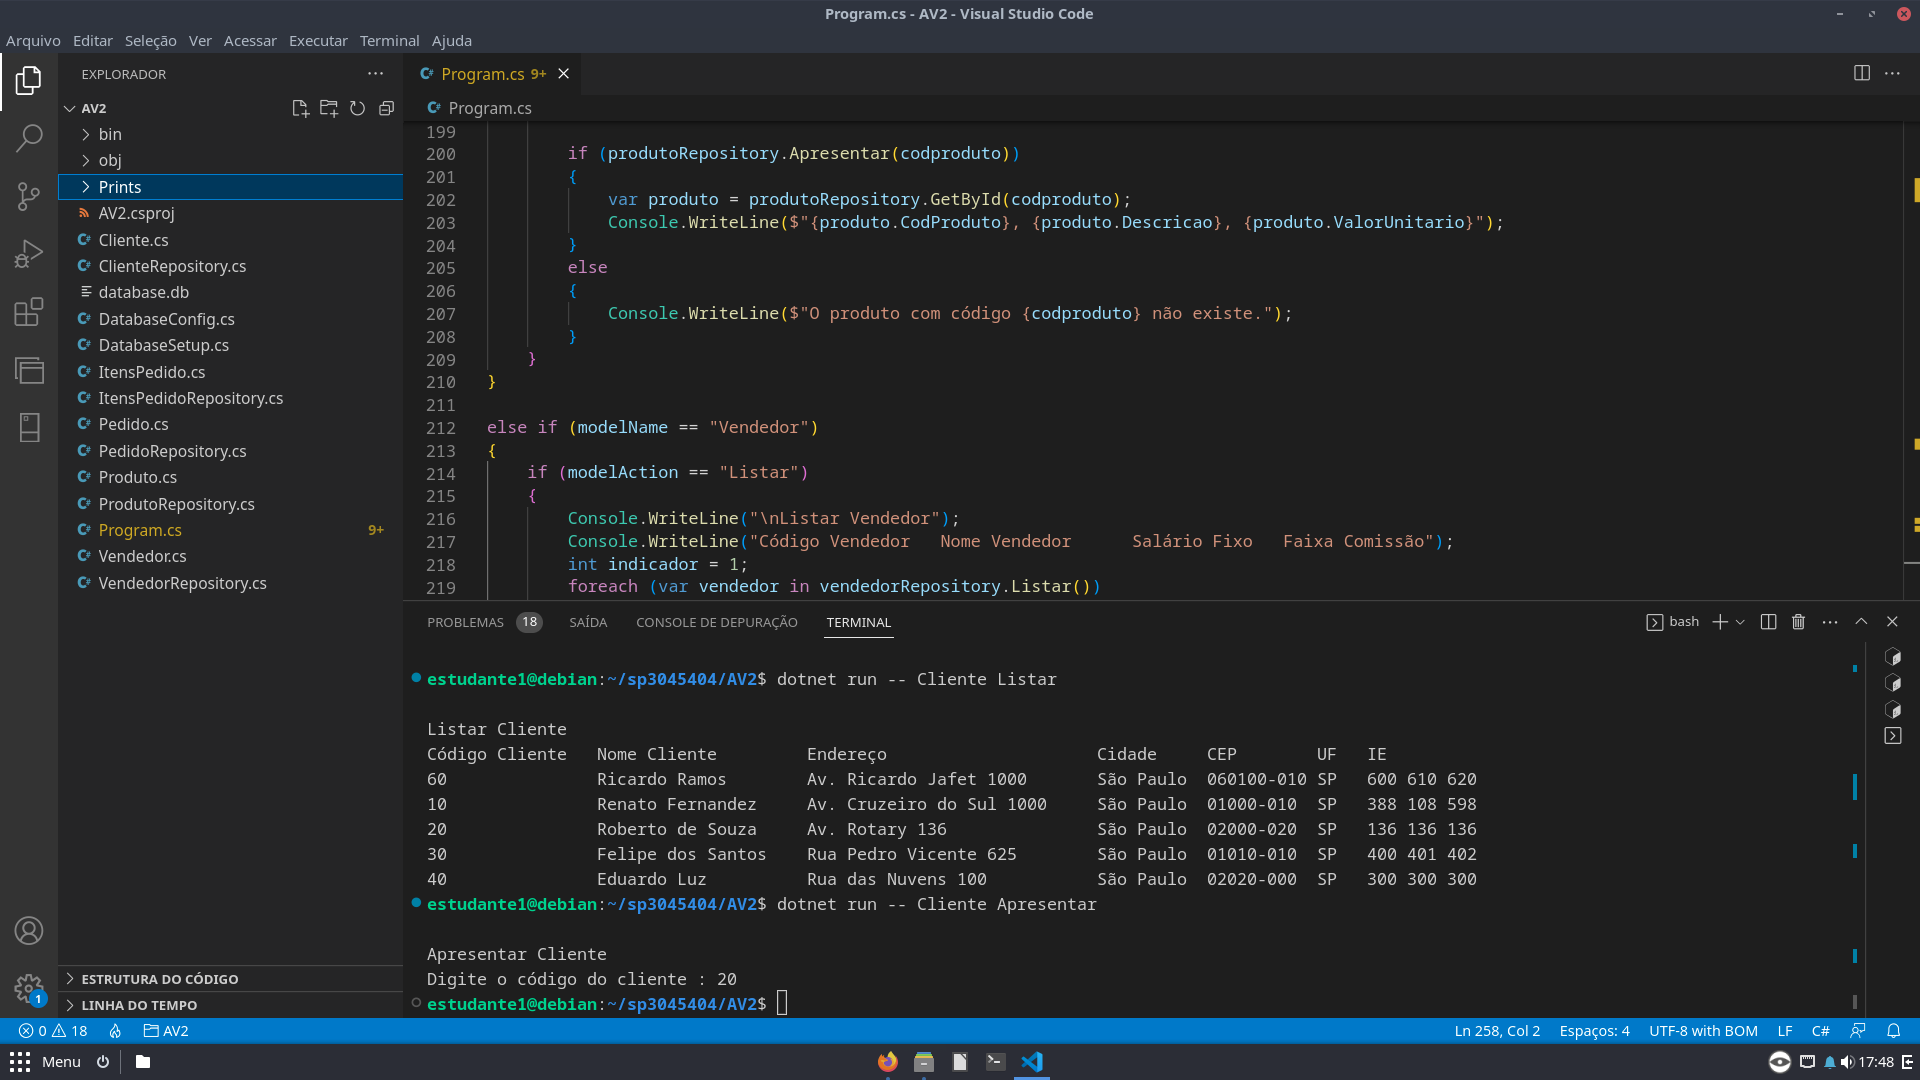 Program.cs - AV2 - Visual Studio Code
Arquivo Editar Seleção Ver Acessar Executar Terminal Ajuda
EXPLORADOR
AV2
bin
obj
Prints
AV2.csproj
Cliente.cs
ClienteRepository.cs
database.db
DatabaseConfig.cs
DatabaseSetup.cs
ItensPedido.cs
ItensPedidoRepository.cs
Pedido.cs
PedidoRepository.cs
Produto.cs
ProdutoRepository.cs
Program.cs 9+
Vendedor.cs
VendedorRepository.cs
ESTRUTURA DO CÓDIGO
LINHA DO TEMPO
1
Program.cs 9+
Program.cs
199
200 if (produtoRepository.Apresentar(codproduto))
201 {
202 var produto = produtoRepository.GetById(codproduto);
203 Console.WriteLine($"{produto.CodProduto}, {produto.Descricao}, {produto.ValorUnitario}");
204 }
205 else
206 {
207 Console.WriteLine($"O produto com código {codproduto} não existe.");
208 }
209 }
210 }
211
212 else if (modelName == "Vendedor")
213 {
214 if (modelAction == "Listar")
215 {
216 Console.WriteLine("\nListar Vendedor");
217 Console.WriteLine("Código Vendedor   Nome Vendedor      Salário Fixo   Faixa Comissão");
218 int indicador = 1;
219 foreach (var vendedor in vendedorRepository.Listar())
PROBLEMAS 18 SAÍDA CONSOLE DE DEPURAÇÃO TERMINAL
bash
estudante1@debian:~/sp3045404/AV2$ dotnet run -- Cliente Listar
Listar Cliente
Código Cliente   Nome Cliente         Endereço                     Cidade     CEP        UF   IE
60               Ricardo Ramos        Av. Ricardo Jafet 1000       São Paulo  060100-010 SP   600 610 620
10               Renato Fernandez     Av. Cruzeiro do Sul 1000     São Paulo  01000-010  SP   388 108 598
20               Roberto de Souza     Av. Rotary 136               São Paulo  02000-020  SP   136 136 136
30               Felipe dos Santos    Rua Pedro Vicente 625        São Paulo  01010-010  SP   400 401 402
40               Eduardo Luz          Rua das Nuvens 100           São Paulo  02020-000  SP   300 300 300
estudante1@debian:~/sp3045404/AV2$ dotnet run -- Cliente Apresentar
Apresentar Cliente
Digite o código do cliente : 20
estudante1@debian:~/sp3045404/AV2$
0 18 AV2 Ln 258, Col 2 Espaços: 4 UTF-8 with BOM LF C#
Menu 17:48